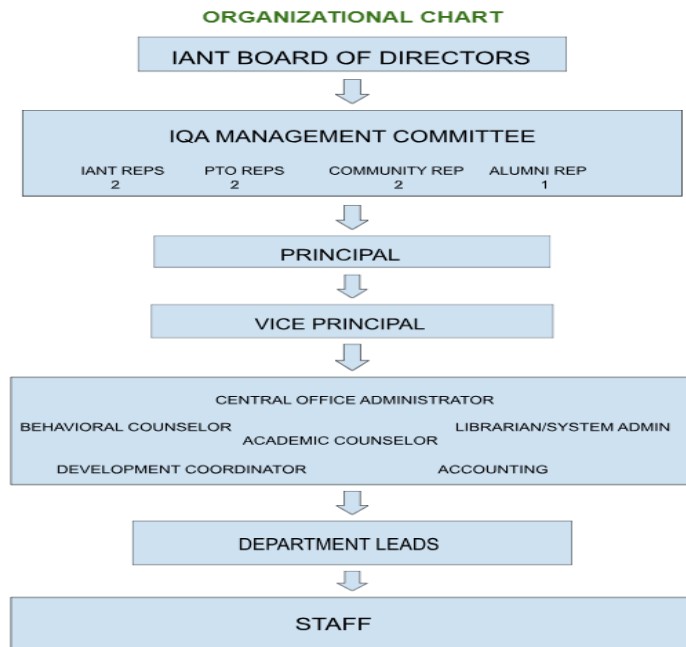 ORGANIZATIONAL CHART
IANT BOARD OF DIRECTORS
IQA MANAGEMENT COMMITTEE
IANT REPS PTO REPS COMMUNITY REP ALUMNI REP
2 2 2 1
PRINCIPAL
VICE PRINCIPAL
CENTRAL OFFICE ADMINISTRATOR
BEHAVIORAL COUNSELOR LIBRARIAN/SYSTEM ADMIN
ACADEMIC COUNSELOR
DEVELOPMENT COORDINATOR ACCOUNTING
DEPARTMENT LEADS
STAFF